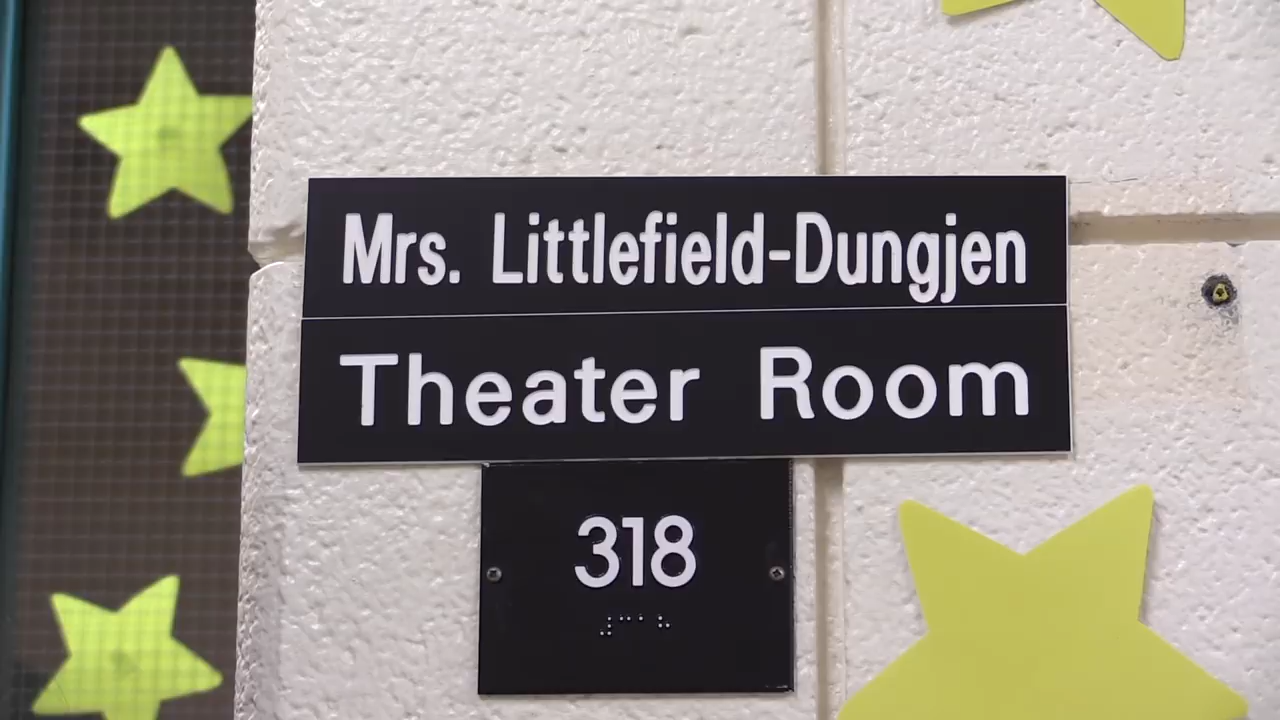 Mrs. Littlefield-Dungjen
Theater Room
318
⠼⠉⠁⠓